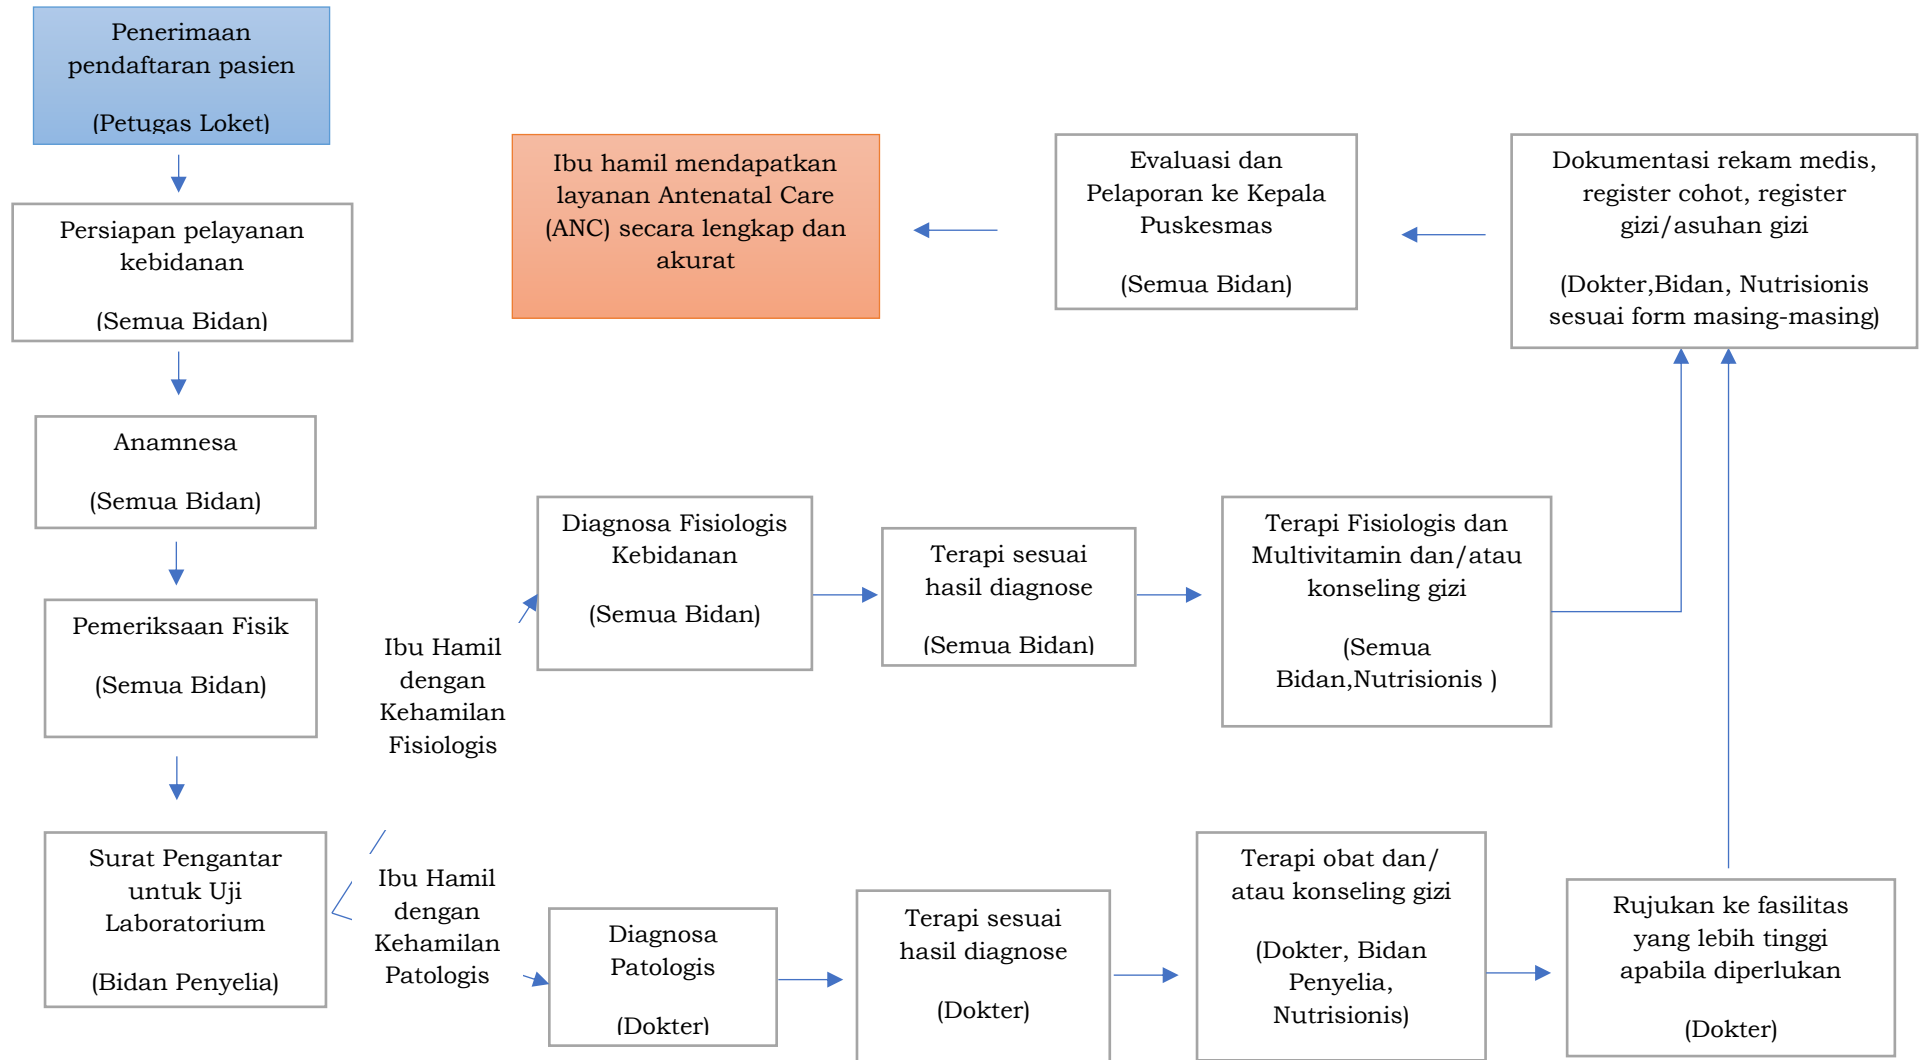 Penerimaan
pendaftaran pasien
(Petugas Loket)
Persiapan pelayanan
kebidanan
(Semua Bidan)
Anamnesa
(Semua Bidan)
Pemeriksaan Fisik
(Semua Bidan)
Surat Pengantar
untuk Uji
Laboratorium
(Bidan Penyelia)
Ibu Hamil
dengan
Kehamilan
Fisiologis
Diagnosa Fisiologis
Kebidanan
(Semua Bidan)
Terapi sesuai
hasil diagnose
(Semua Bidan)
Terapi Fisiologis dan
Multivitamin dan/atau
konseling gizi
(Semua
Bidan,Nutrisionis )
Ibu Hamil
dengan
Kehamilan
Patologis
Diagnosa
Patologis
(Dokter)
Terapi sesuai
hasil diagnose
(Dokter)
Terapi obat dan/
atau konseling gizi
(Dokter, Bidan
Penyelia,
Nutrisionis)
Rujukan ke fasilitas
yang lebih tinggi
apabila diperlukan
(Dokter)
Dokumentasi rekam medis,
register cohot, register
gizi/asuhan gizi
(Dokter,Bidan, Nutrisionis
sesuai form masing-masing)
Evaluasi dan
Pelaporan ke Kepala
Puskesmas
(Semua Bidan)
Ibu hamil mendapatkan
layanan Antenatal Care
(ANC) secara lengkap dan
akurat